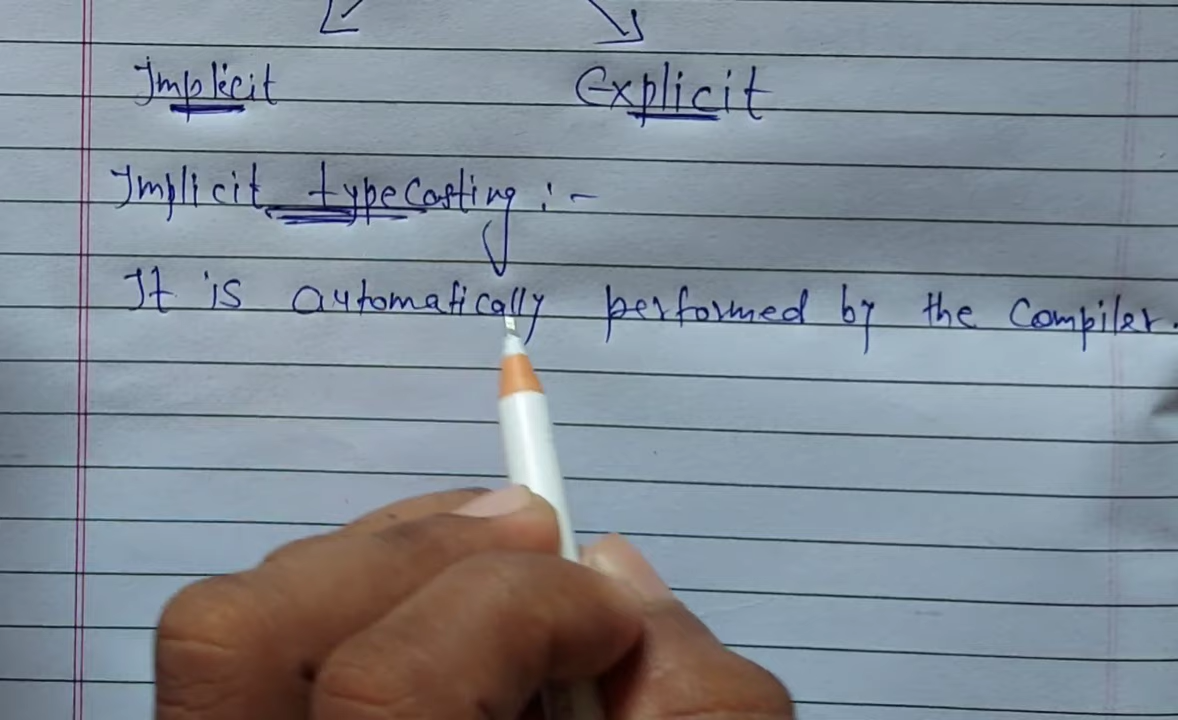 Implicit Explicit
Implicit typeCasting :-
It is automatically performed by the Compiler.